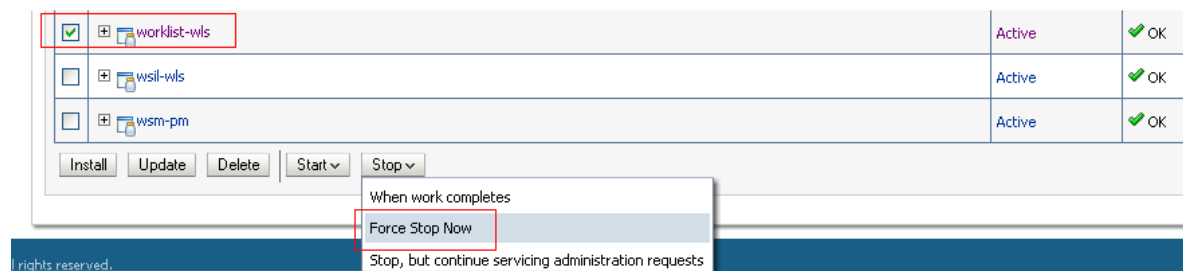 worklist-wls Active OK
wsil-wls Active OK
wsm-pm Active OK
Install Update Delete Start Stop
When work completes
Force Stop Now
Stop, but continue servicing administration requests
rights reserved.